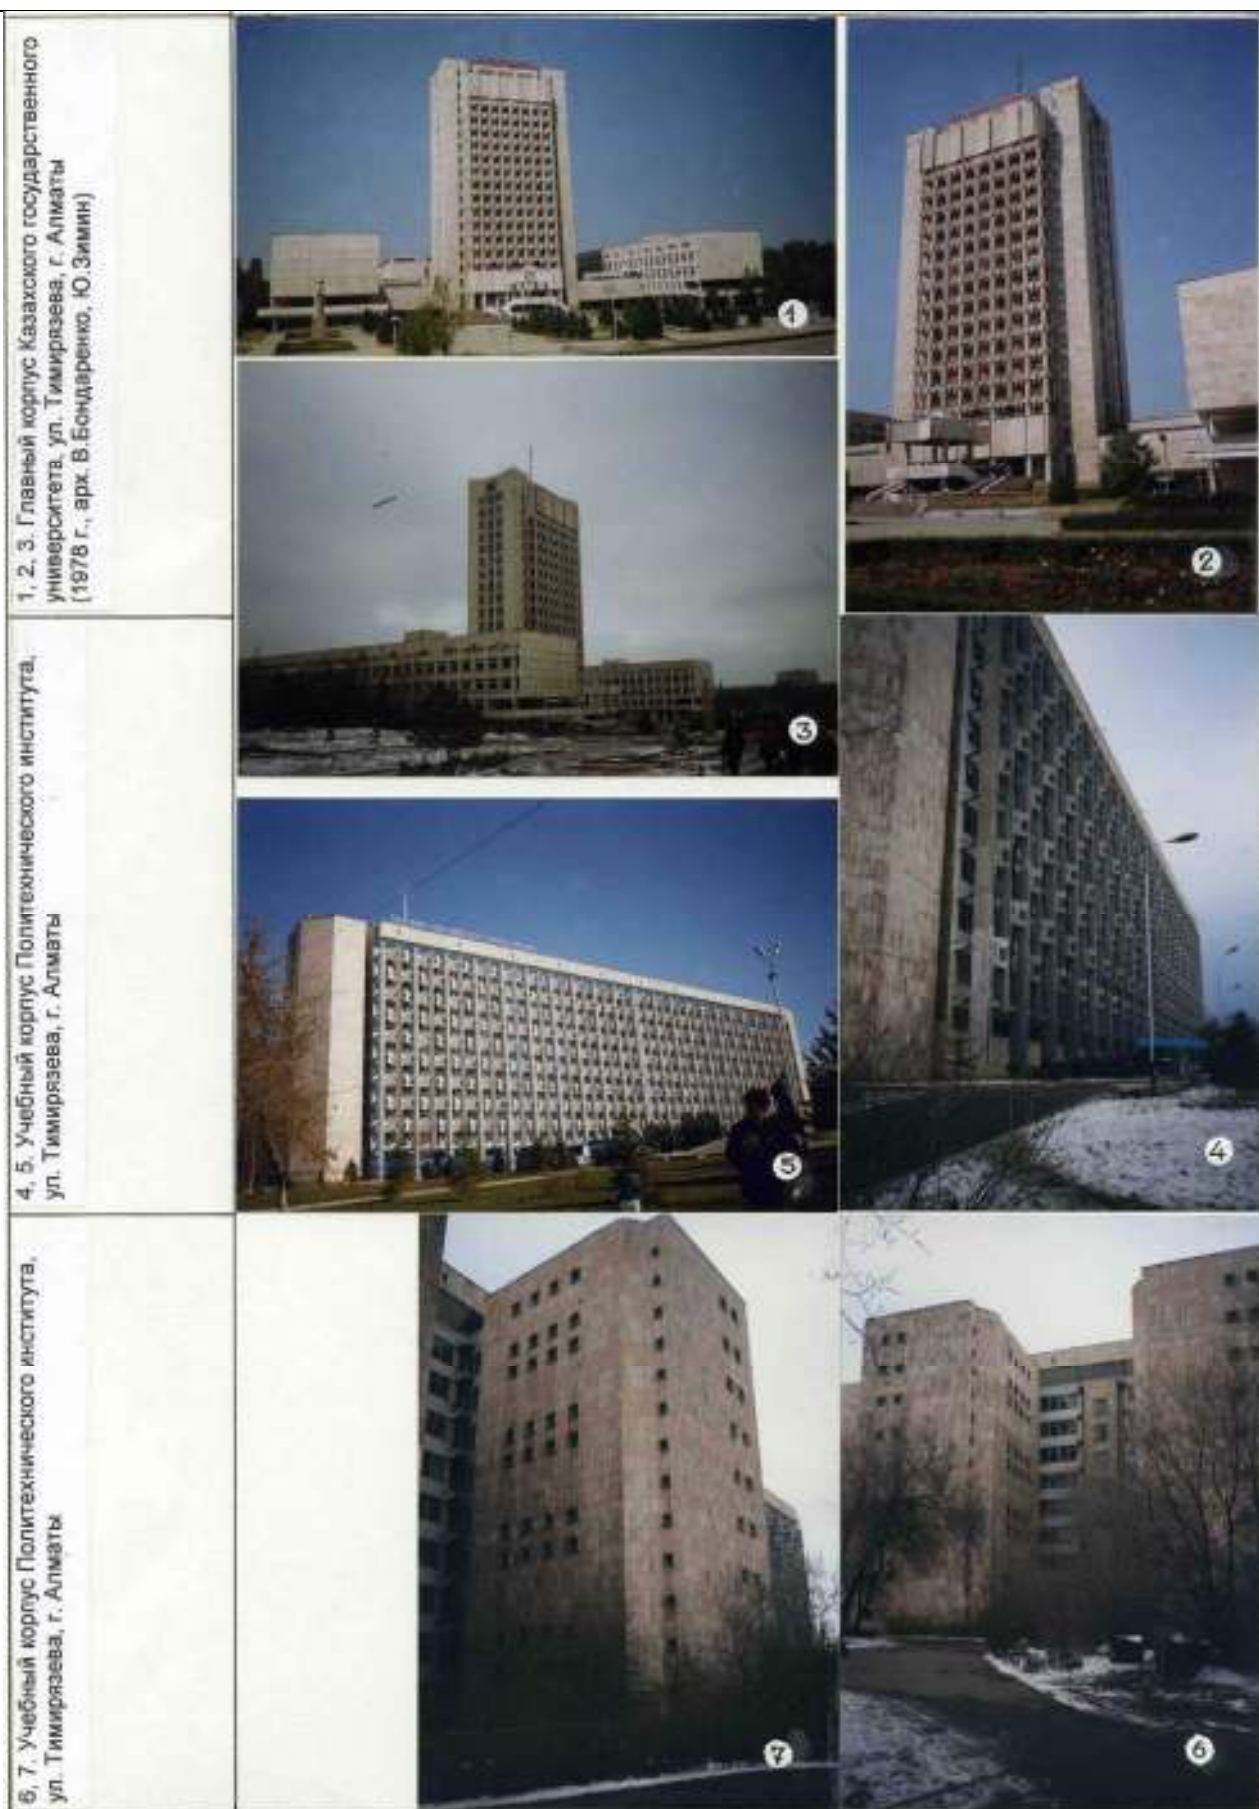 1, 2, 3. Главный корпус Казахского государственного
университета, ул. Тимирязева, г. Алматы
(1978 г., арх. В.Бондаренко, Ю.Зимин)
1
2
3
4, 5. Учебный корпус Политехнического института,
ул. Тимирязева, г. Алматы
5
4
6, 7. Учебный корпус Политехнического института,
ул. Тимирязева, г. Алматы
7
6